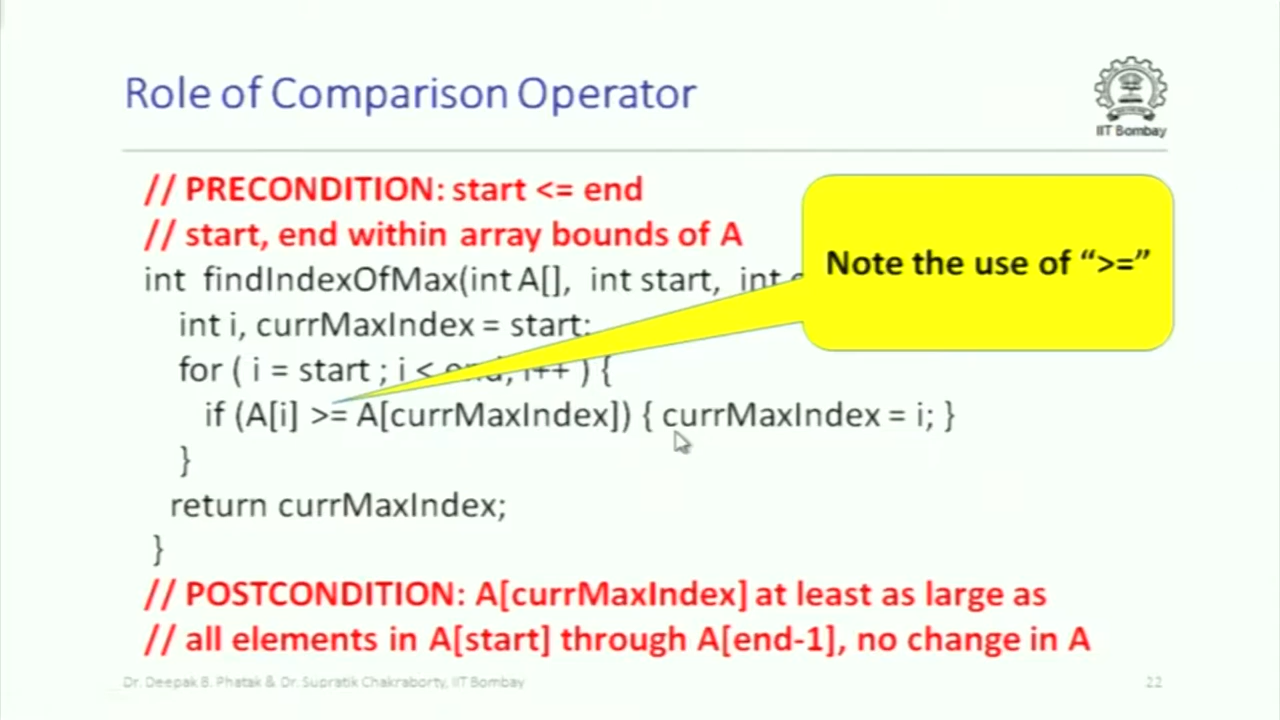 Role of Comparison Operator
IIT Bombay
// PRECONDITION: start <= end
// start, end within array bounds of A
Note the use of “>=”
int findIndexOfMax(int A[], int start, int
int i, currMaxIndex = start;
for ( i = start ; i < end; i++ ) {
if (A[i] >= A[currMaxIndex]) { currMaxIndex = i; }
}
return currMaxIndex;
}
// POSTCONDITION: A[currMaxIndex] at least as large as
// all elements in A[start] through A[end-1], no change in A
Dr. Deepak B. Phatak & Dr. Supratik Chakraborty, IIT Bombay
22